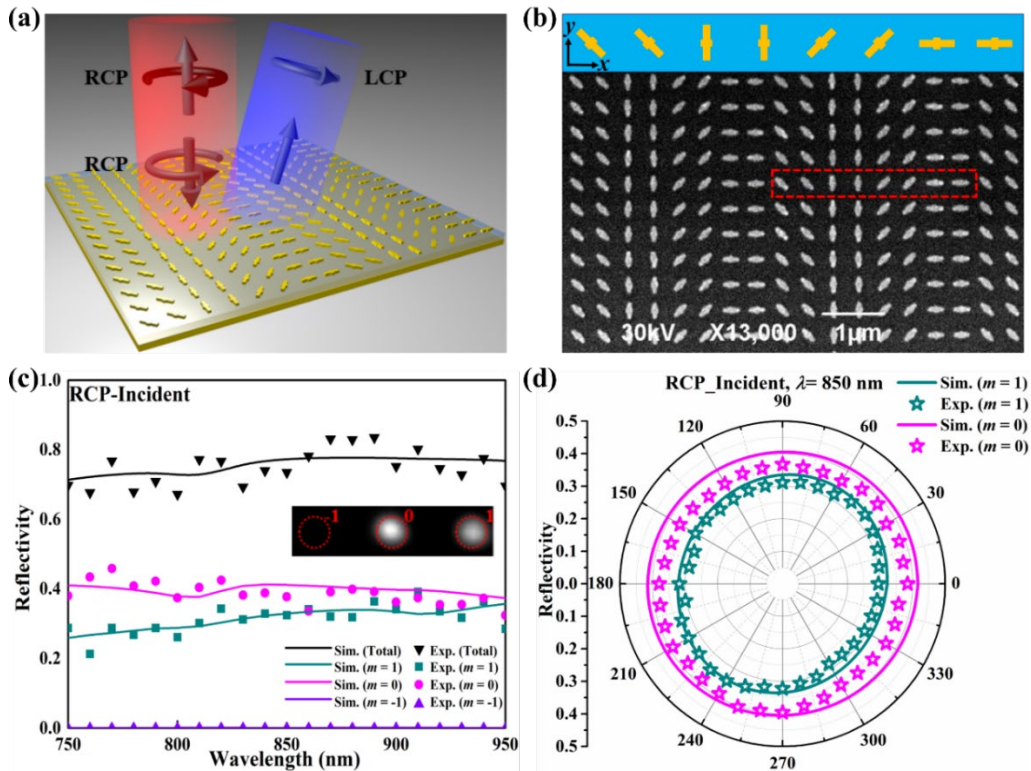 (a)
RCP
LCP
RCP
(b)
y
x
30kV X13,000 1μm
(c)
RCP-Incident
-1 0 1
Sim. (Total) Exp. (Total)
Sim. (m = 1) Exp. (m = 1)
Sim. (m = 0) Exp. (m = 0)
Sim. (m = -1) Exp. (m = -1)
Reflectivity
1.0
0.8
0.6
0.4
0.2
0.0
750 800 850 900 950
Wavelength (nm)
(d)
RCP_Incident, λ= 850 nm
Sim. (m = 1)
Exp. (m = 1)
Sim. (m = 0)
Exp. (m = 0)
Reflectivity
0.5
0.4
0.3
0.2
0.1
0.0
0.1
0.2
0.3
0.4
0.5
90
120 60
150 30
180 0
210 330
240 300
270